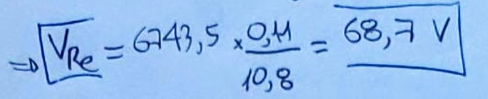 ⇒ V_Re = 6743,5 × 0,11/10,8 = 68,7 V